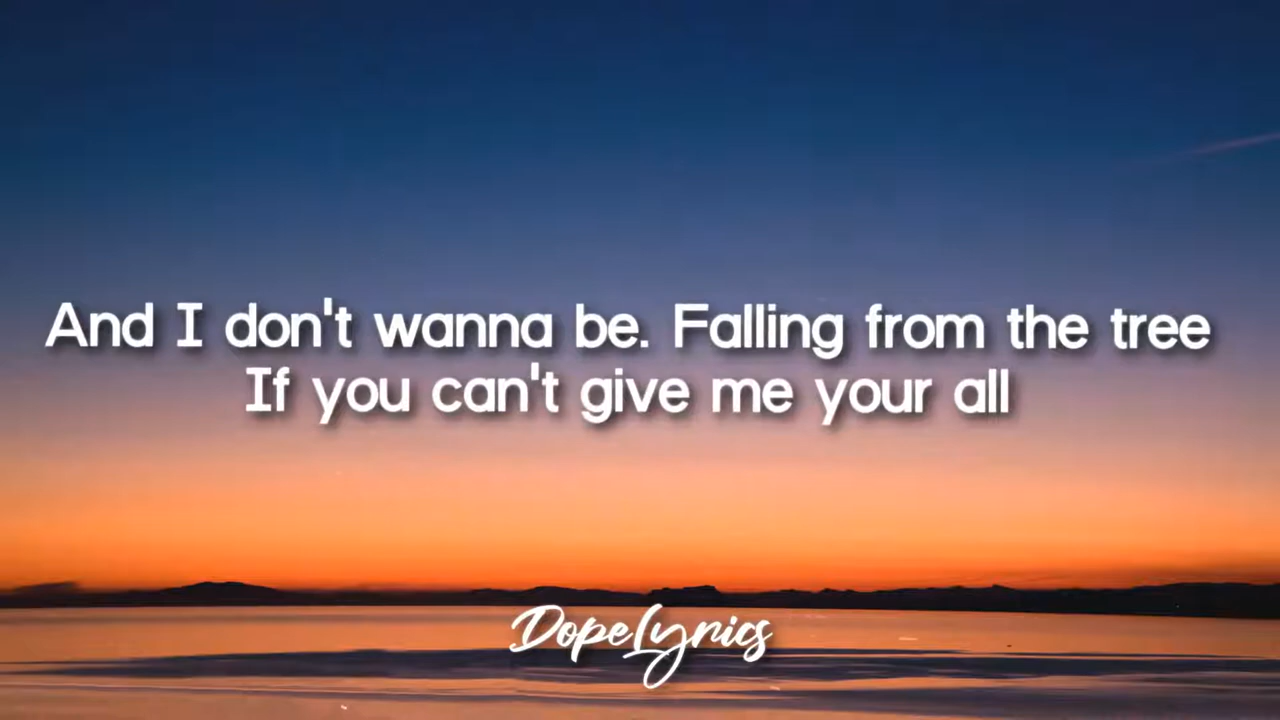 And I don't wanna be. Falling from the tree
If you can't give me your all
DopeLyrics